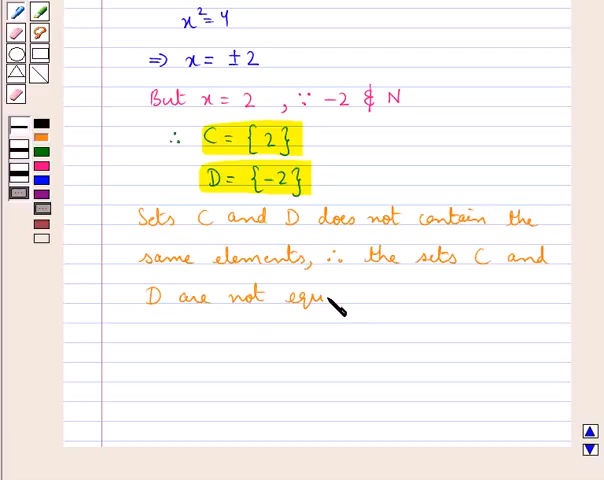 x² = 4
⇒ x = ± 2
But x = 2 , ∵ -2 ∉ N
∴ C = {2}
D = {-2}
Sets C and D does not contain the
same elements, ∴ the sets C and
D are not equ